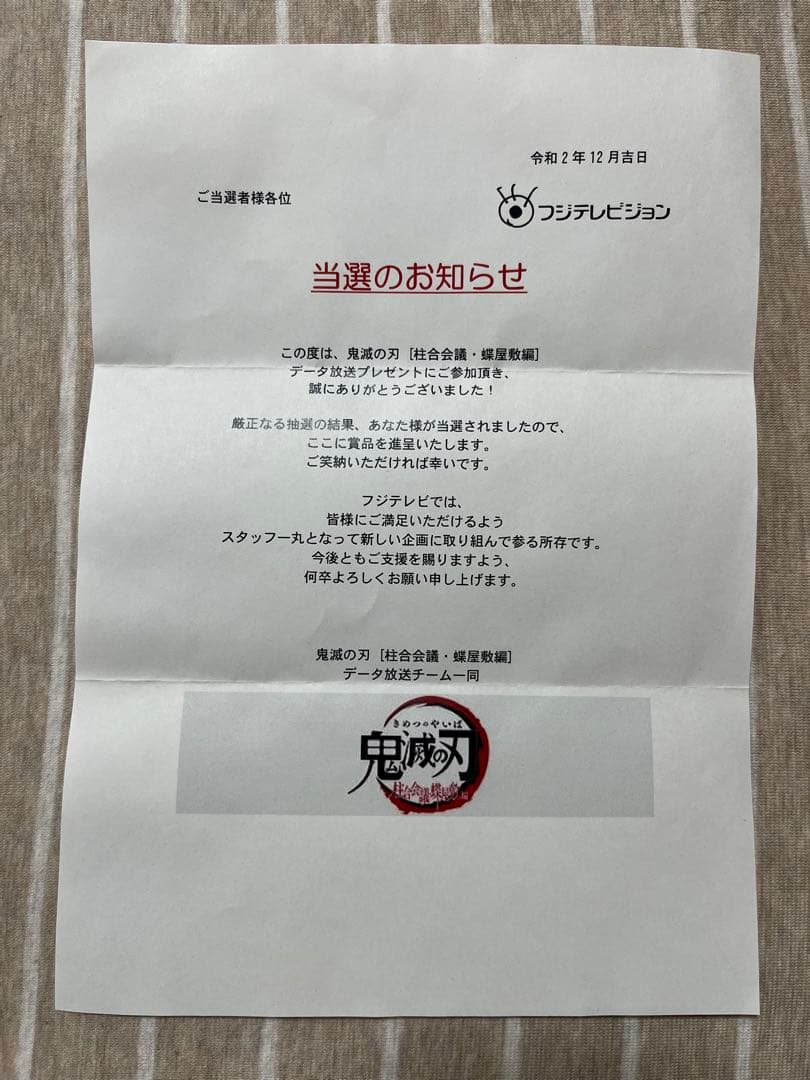 令和2年12月吉日
ご当選者様各位
フジテレビジョン
当選のお知らせ
この度は、鬼滅の刃［柱合会議・蝶屋敷編］
データ放送プレゼントにご参加頂き、
誠にありがとうございました！
厳正なる抽選の結果、あなた様が当選されましたので、
ここに賞品を進呈いたします。
ご笑納いただければ幸いです。
フジテレビでは、
皆様にご満足いただけるよう
スタッフ一丸となって新しい企画に取り組んで参る所存です。
今後ともご支援を賜りますよう、
何卒よろしくお願い申し上げます。
鬼滅の刃［柱合会議・蝶屋敷編］
データ放送チーム一同
きめつのやいば
鬼滅の刃
柱合会議・蝶屋敷編